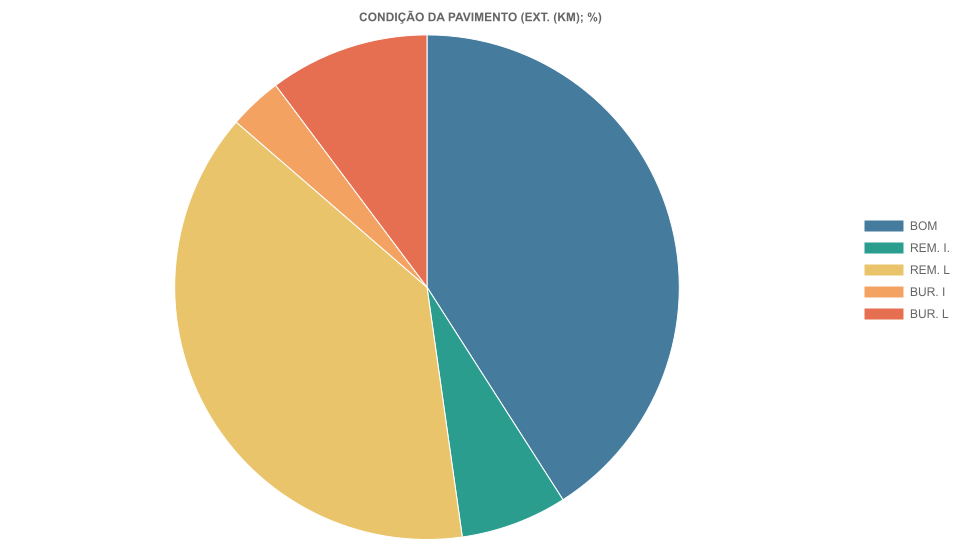 CONDIÇÃO DA PAVIMENTO (EXT. (KM); %)
BOM
REM. I.
REM. L
BUR. I
BUR. L